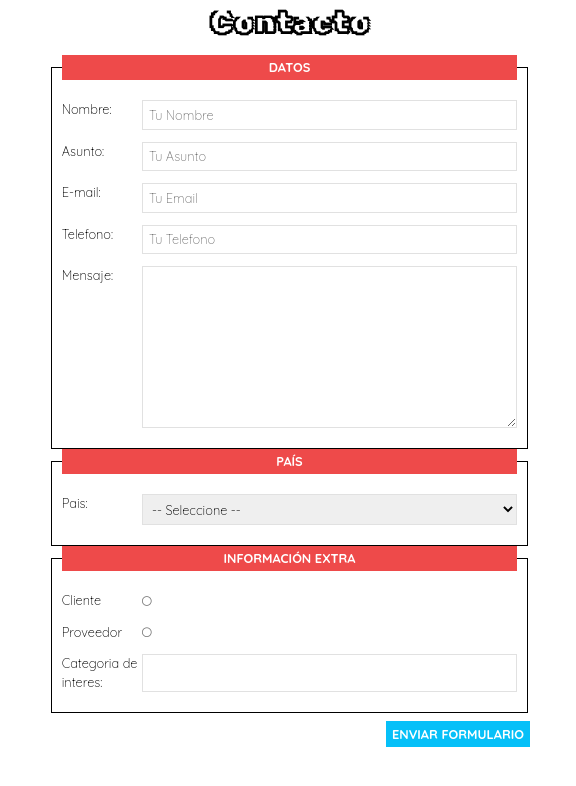 Contacto
DATOS
Nombre: Tu Nombre
Asunto: Tu Asunto
E-mail: Tu Email
Telefono: Tu Telefono
Mensaje:
PAÍS
Pais: -- Seleccione --
INFORMACIÓN EXTRA
Cliente
Proveedor
Categoria de
interes:
ENVIAR FORMULARIO